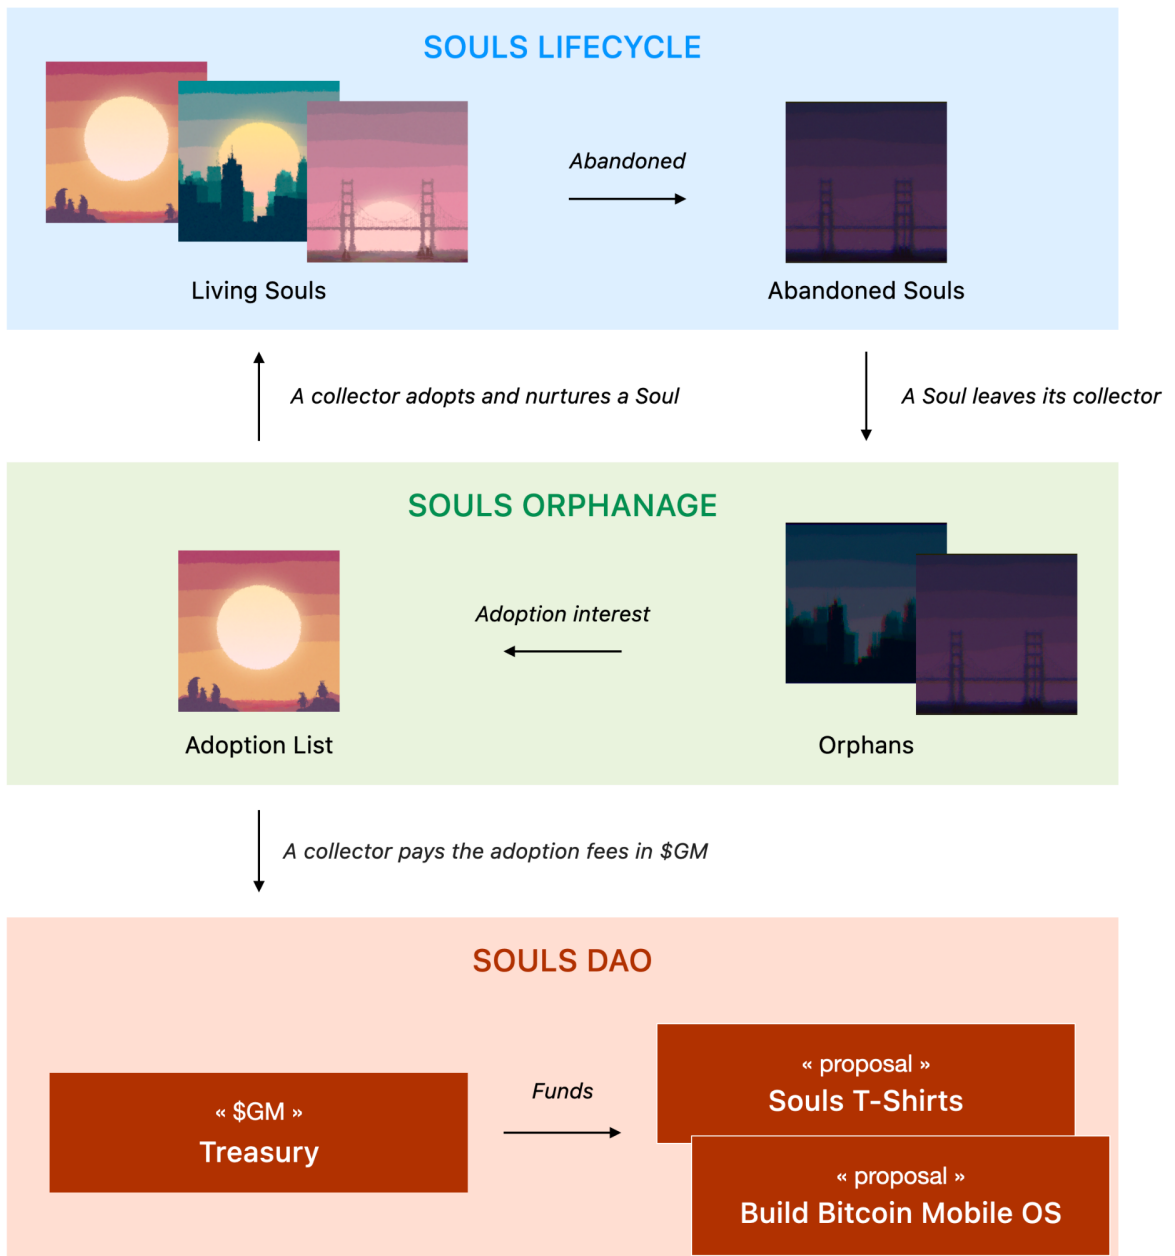 SOULS LIFECYCLE
Abandoned
Living Souls
Abandoned Souls
A collector adopts and nurtures a Soul
A Soul leaves its collector
SOULS ORPHANAGE
Adoption interest
Adoption List
Orphans
A collector pays the adoption fees in $GM
SOULS DAO
« $GM »
Treasury
Funds
« proposal »
Souls T-Shirts
« proposal »
Build Bitcoin Mobile OS